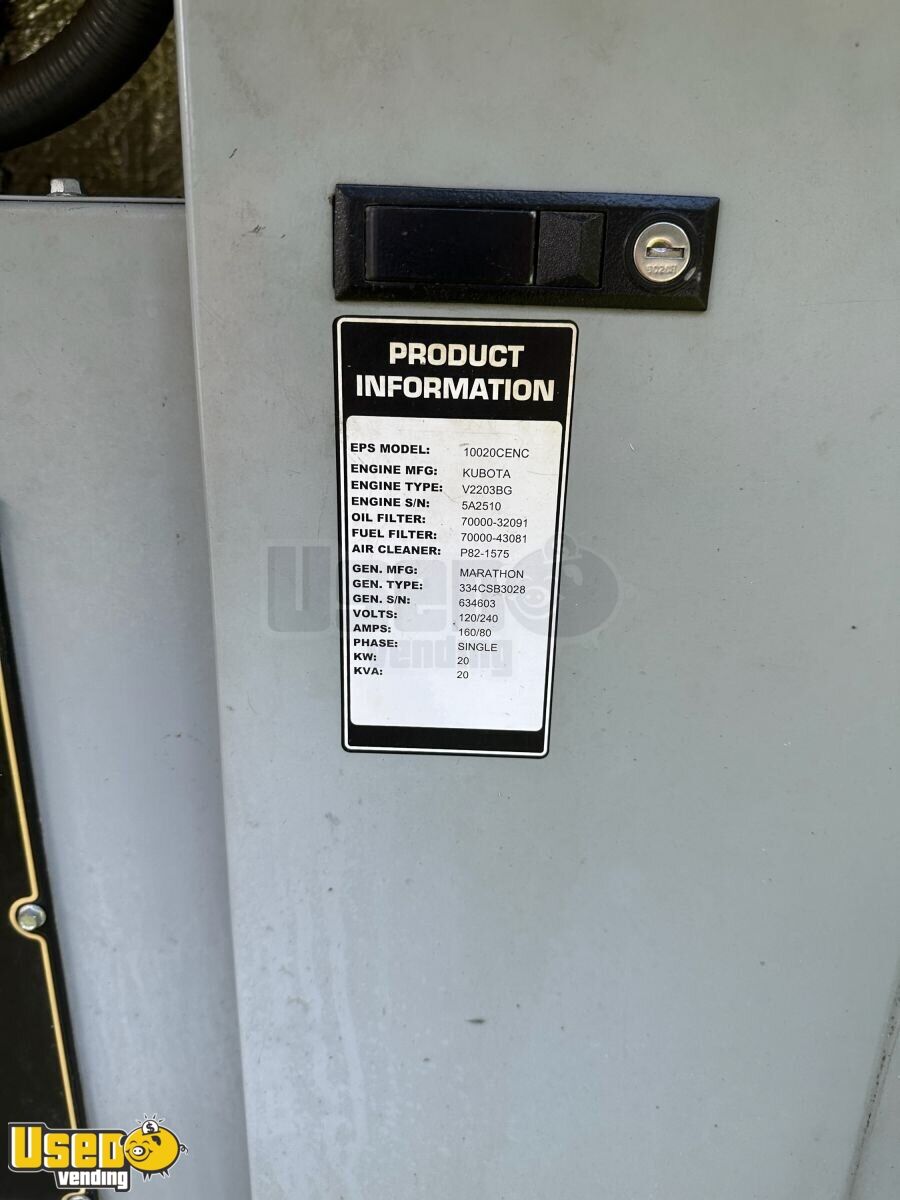 PRODUCT
INFORMATION
EPS MODEL: 10020CENC
ENGINE MFG: KUBOTA
ENGINE TYPE: V2203BG
ENGINE S/N: 5A2510
OIL FILTER: 70000-32091
FUEL FILTER: 70000-43081
AIR CLEANER: P82-1575
GEN. MFG: MARATHON
GEN. TYPE: 334CSB3028
GEN. S/N: 634603
VOLTS: 120/240
AMPS: 160/80
PHASE: SINGLE
KW: 20
KVA: 20
Used
vending
USED
vending